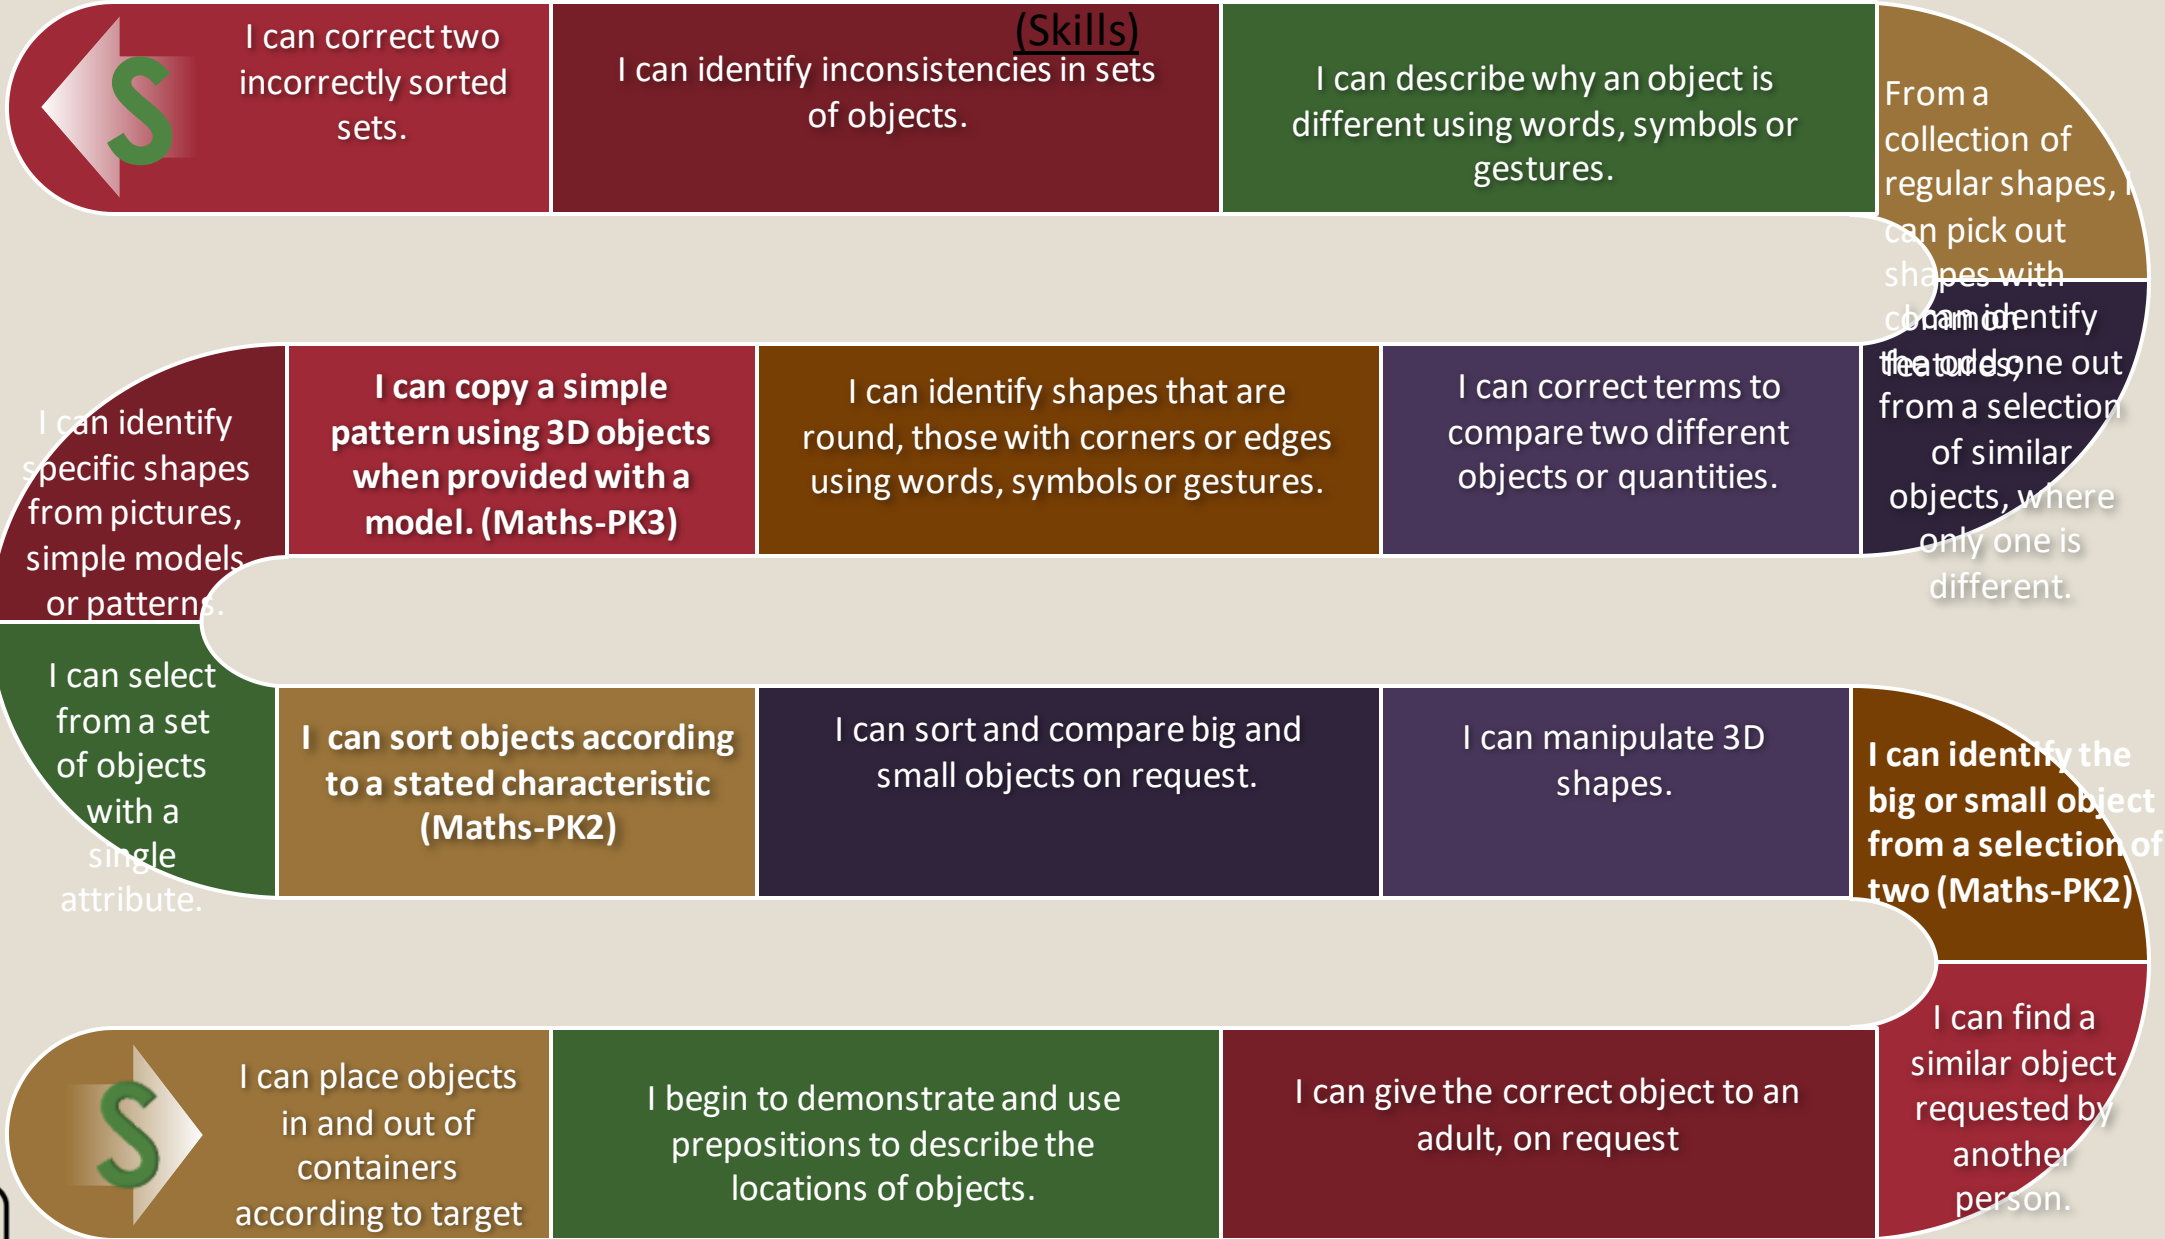 (Skills)
I can correct two
incorrectly sorted
sets.
I can identify inconsistencies in sets
of objects.
I can describe why an object is
different using words, symbols or
gestures.
From a
collection of
regular shapes, I
can pick out
shapes with
common
features;
I can identify
the odd one out
from a selection
of similar
objects, where
only one is
different.
I can correct terms to
compare two different
objects or quantities.
I can identify shapes that are
round, those with corners or edges
using words, symbols or gestures.
I can copy a simple
pattern using 3D objects
when provided with a
model. (Maths-PK3)
I can identify
specific shapes
from pictures,
simple models
or patterns.
I can select
from a set
of objects
with a
single
attribute.
I can sort objects according
to a stated characteristic
(Maths-PK2)
I can sort and compare big and
small objects on request.
I can manipulate 3D
shapes.
I can identify the
big or small object
from a selection of
two (Maths-PK2)
I can find a
similar object
requested by
another
person.
I can give the correct object to an
adult, on request
I begin to demonstrate and use
prepositions to describe the
locations of objects.
I can place objects
in and out of
containers
according to target
S
S